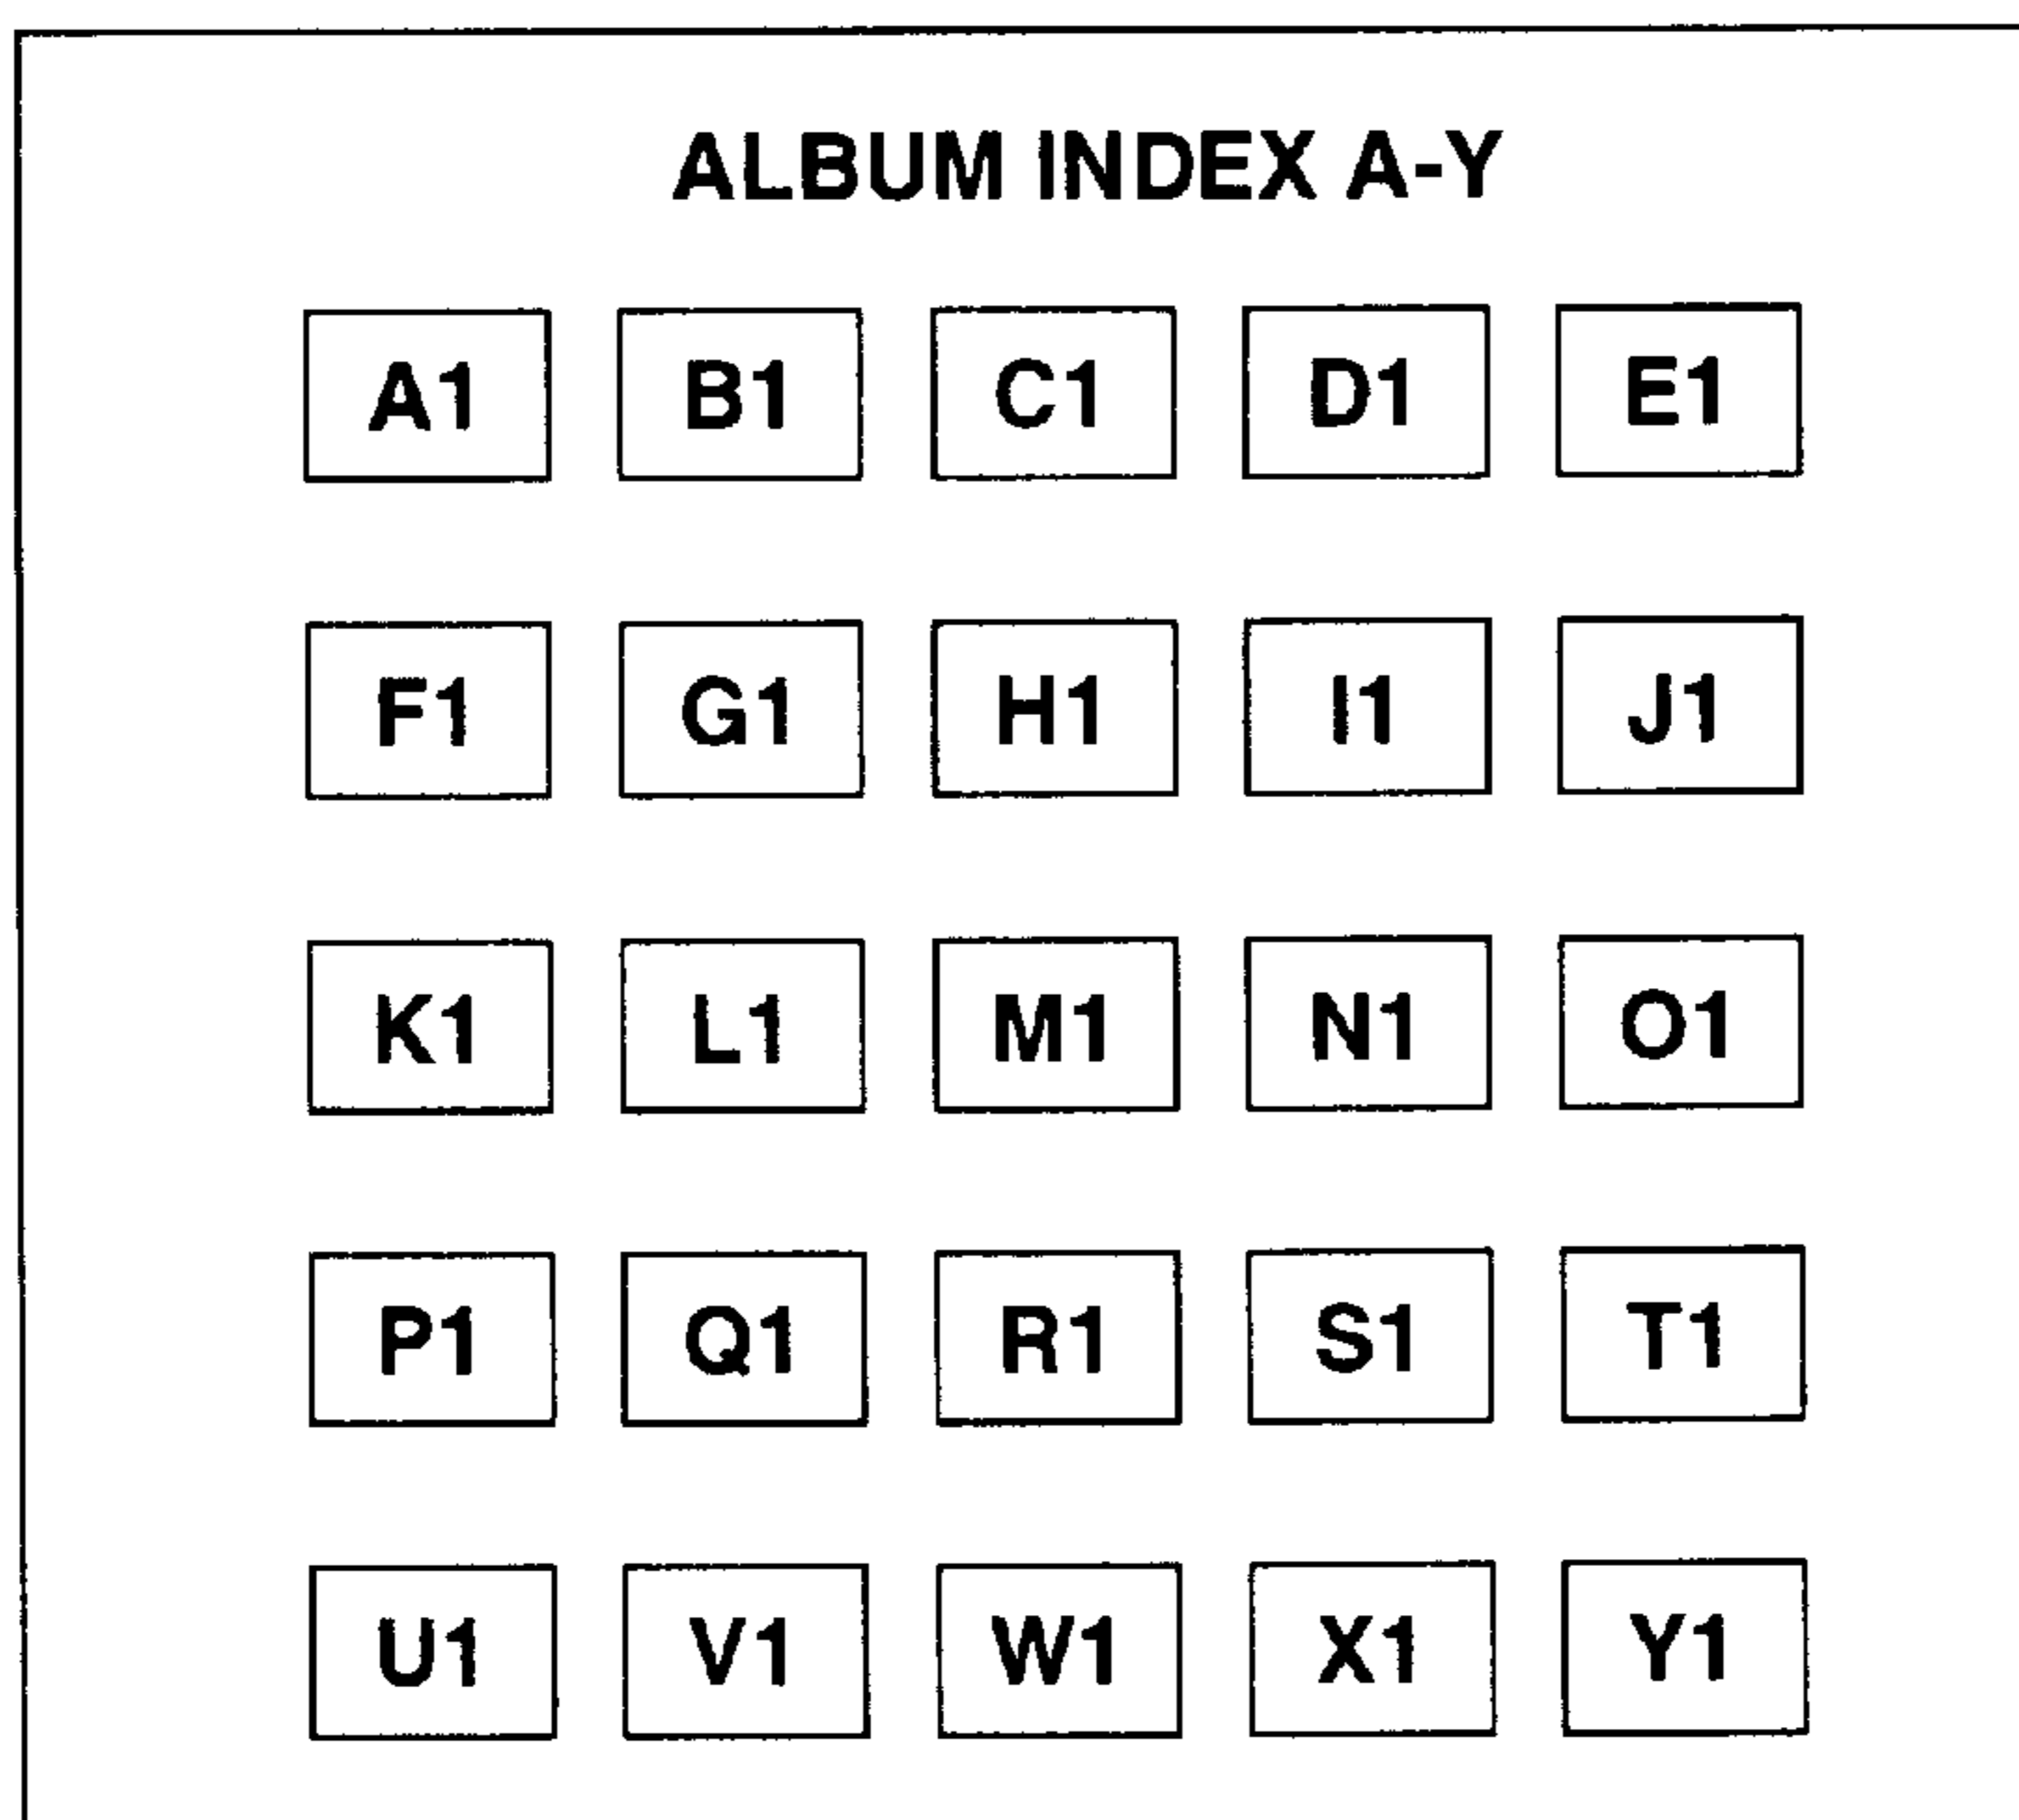 ALBUM INDEX A-Y
A1 B1 C1 D1 E1
F1 G1 H1 I1 J1
K1 L1 M1 N1 O1
P1 Q1 R1 S1 T1
U1 V1 W1 X1 Y1